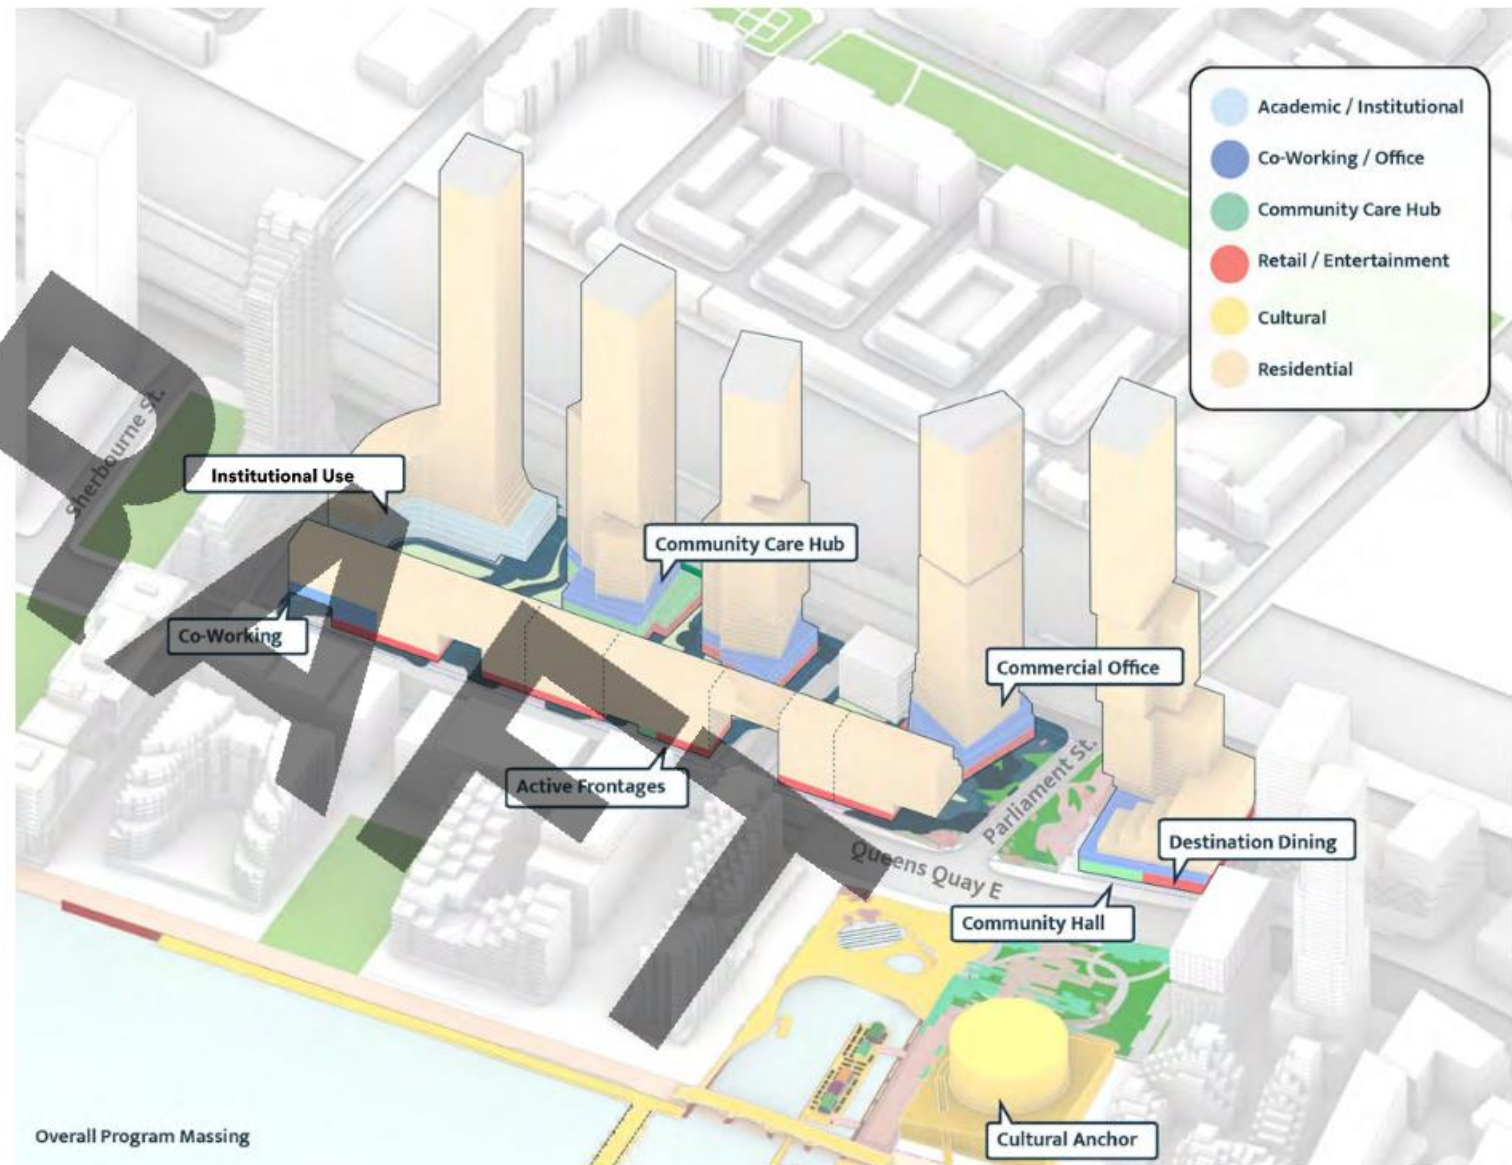 Academic / Institutional
Co-Working / Office
Community Care Hub
Retail / Entertainment
Cultural
Residential
Sherbourne St.
Institutional Use
Community Care Hub
Co-Working
Commercial Office
Active Frontages
Parliament St.
Destination Dining
Queens Quay E
Community Hall
Cultural Anchor
Overall Program Massing
DRAFT